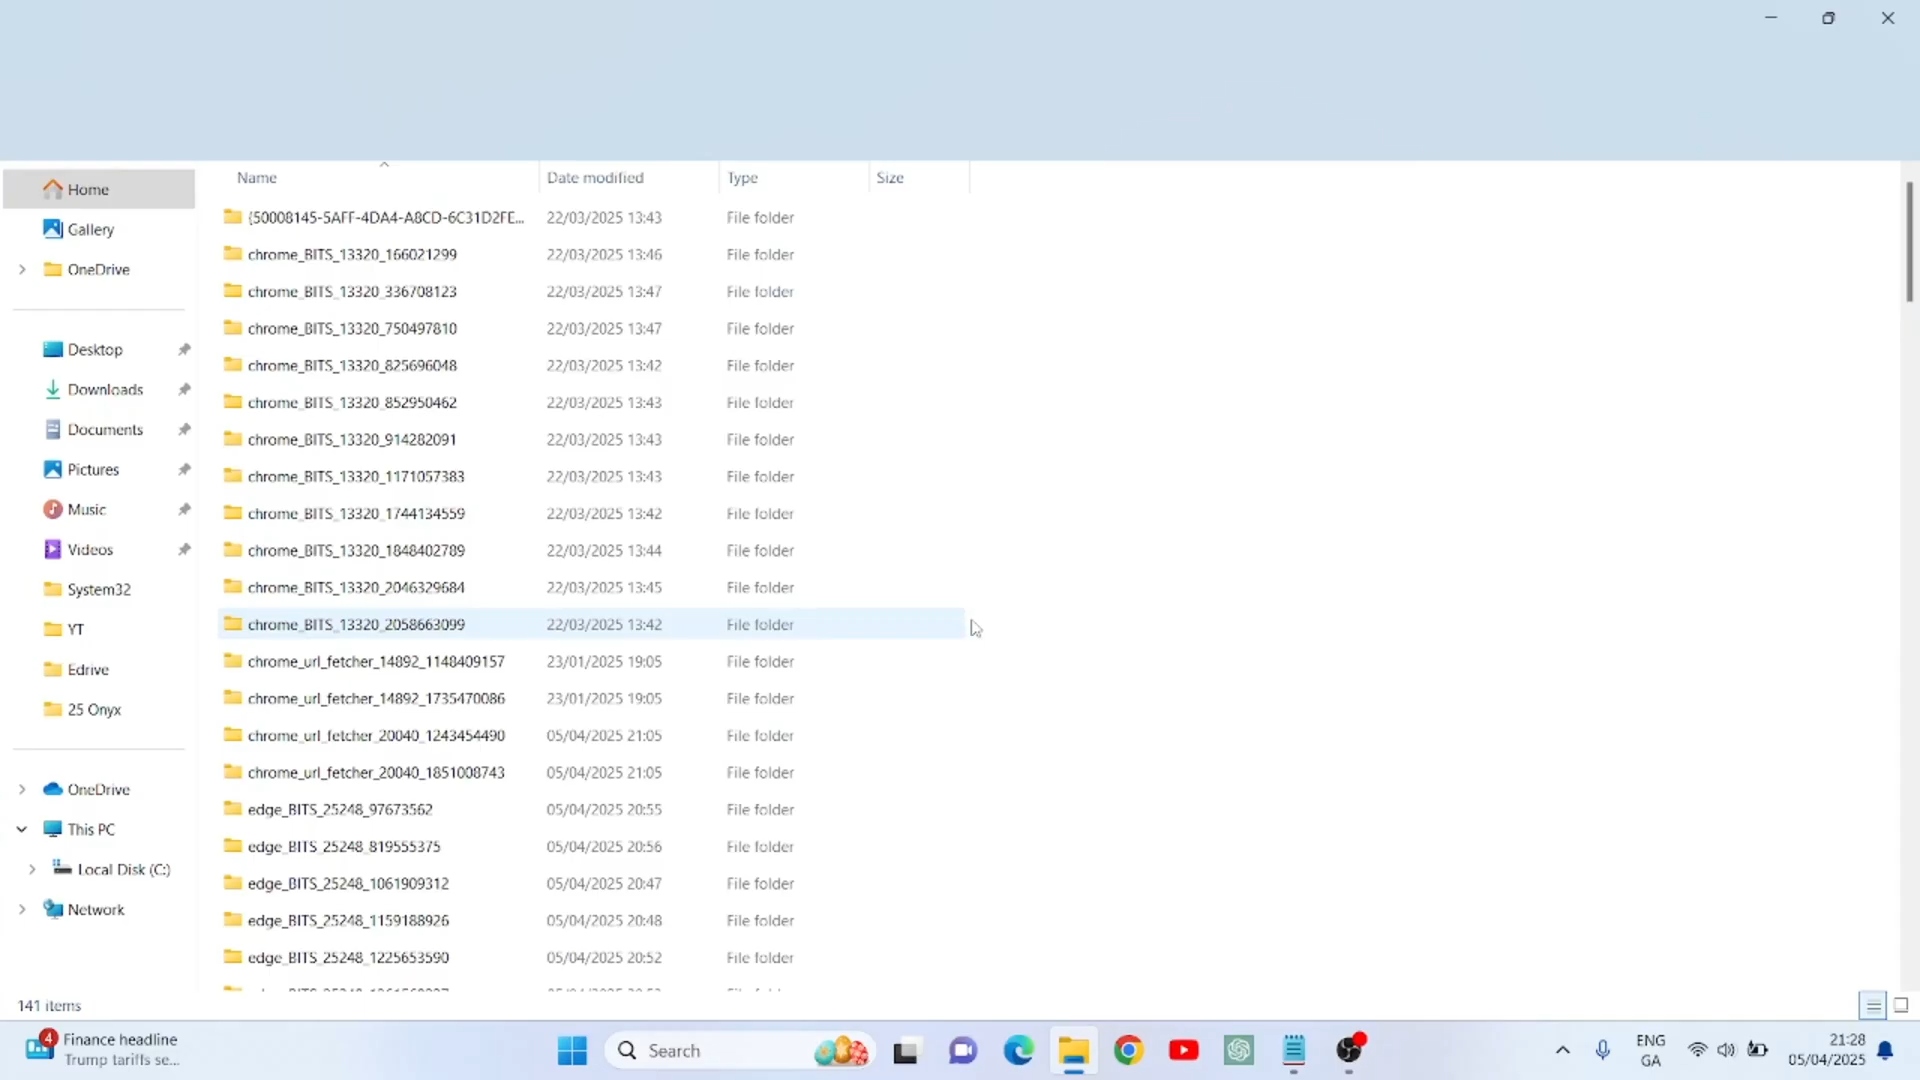 Name Date modified Type Size
Home
Gallery
OneDrive
Desktop
Downloads
Documents
Pictures
Music
Videos
System32
YT
Edrive
25 Onyx
OneDrive
This PC
Local Disk (C:)
Network
{50008145-5AFF-4DA4-A8CD-6C31D2FE... 22/03/2025 13:43 File folder
chrome_BITS_13320_166021299 22/03/2025 13:46 File folder
chrome_BITS_13320_336708123 22/03/2025 13:47 File folder
chrome_BITS_13320_750497810 22/03/2025 13:47 File folder
chrome_BITS_13320_825696048 22/03/2025 13:42 File folder
chrome_BITS_13320_852950462 22/03/2025 13:43 File folder
chrome_BITS_13320_914282091 22/03/2025 13:43 File folder
chrome_BITS_13320_1171057383 22/03/2025 13:43 File folder
chrome_BITS_13320_1744134559 22/03/2025 13:42 File folder
chrome_BITS_13320_1848402789 22/03/2025 13:44 File folder
chrome_BITS_13320_2046329684 22/03/2025 13:45 File folder
chrome_BITS_13320_2058663099 22/03/2025 13:42 File folder
chrome_url_fetcher_14892_1148409157 23/01/2025 19:05 File folder
chrome_url_fetcher_14892_1735470086 23/01/2025 19:05 File folder
chrome_url_fetcher_20040_1243454490 05/04/2025 21:05 File folder
chrome_url_fetcher_20040_1851008743 05/04/2025 21:05 File folder
edge_BITS_25248_97673562 05/04/2025 20:55 File folder
edge_BITS_25248_819555375 05/04/2025 20:56 File folder
edge_BITS_25248_1061909312 05/04/2025 20:47 File folder
edge_BITS_25248_1159188926 05/04/2025 20:48 File folder
edge_BITS_25248_1225653590 05/04/2025 20:52 File folder
141 items
4
Finance headline
Trump tariffs se...
Search
ENG
GA
21:28
05/04/2025